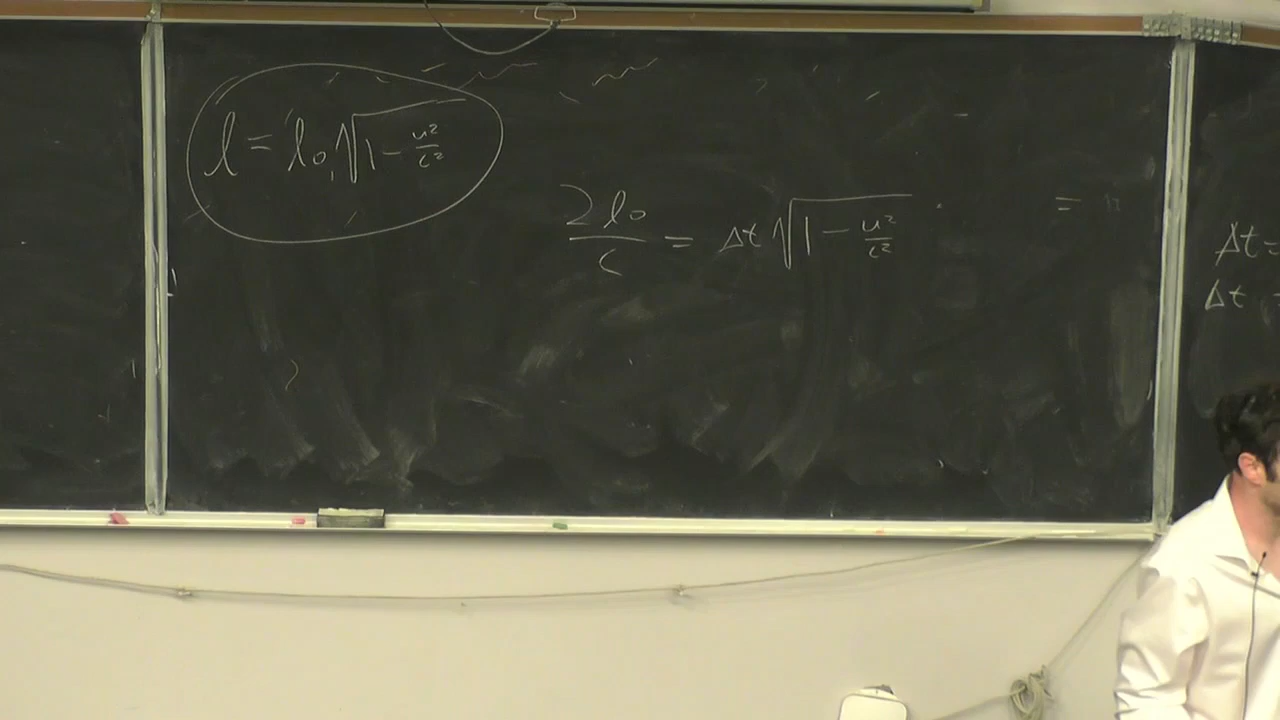 l = l₀ √(1 - u²/c²)
2l₀/c = Δt √(1 - u²/c²)
=
Δt =
Δt =